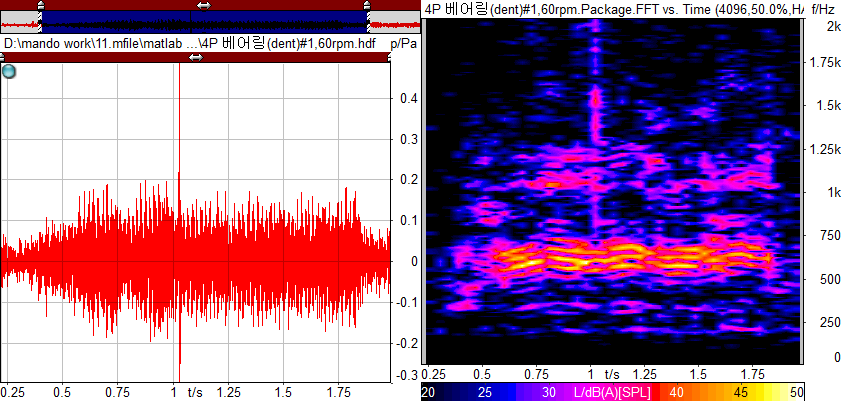 D:\mando work\11.mfile\matlab ...\4P 베어링(dent)#1,60rpm.hdf p/Pa
0.4
0.3
0.2
0.1
0
-0.1
-0.2
-0.3
0.25 0.5 0.75 1 t/s 1.25 1.5 1.75
4P 베어링(dent)#1,60rpm.Package.FFT vs. Time (4096,50.0%,HA f/Hz
2k
1.75k
1.5k
1.25k
1k
750
500
250
0
0.25 0.5 0.75 1 t/s 1.25 1.5 1.75
20 25 30 L/dB(A)[SPL] 40 45 50